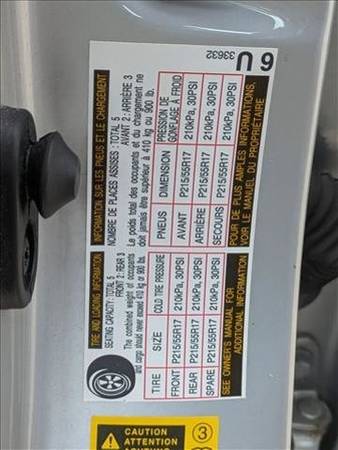 TIRE AND LOADING INFORMATION
SEATING CAPACITY: TOTAL 5
FRONT 2: REAR 3
The combined weight of occupants
and cargo should never exceed 410 kg or 900 lb.
TIRE SIZE COLD TIRE PRESSURE
FRONT P215/55R17 210kPa, 30PSI
REAR P215/55R17 210kPa, 30PSI
SPARE P215/55R17 210kPa, 30PSI
SEE OWNER'S MANUAL FOR
ADDITIONAL INFORMATION
INFORMATION SUR LES PNEUS ET LE CHARGEMENT
NOMBRE DE PLACES ASSISES: TOTAL 5
AVANT 2: ARRIÈRE 3
Le poids total des occupants et du chargement ne
doit jamais être supérieur à 410 kg ou 900 lb.
PNEUS DIMENSION PRESSION DE
GONFLAGE À FROID
AVANT P215/55R17 210kPa, 30PSI
ARRIÈRE P215/55R17 210kPa, 30PSI
SECOURS P215/55R17 210kPa, 30PSI
POUR DE PLUS AMPLES INFORMATIONS,
VOIR LE MANUEL DU PROPRIÉTAIRE
6 U
33632
CAUTION
ATTENTION
3